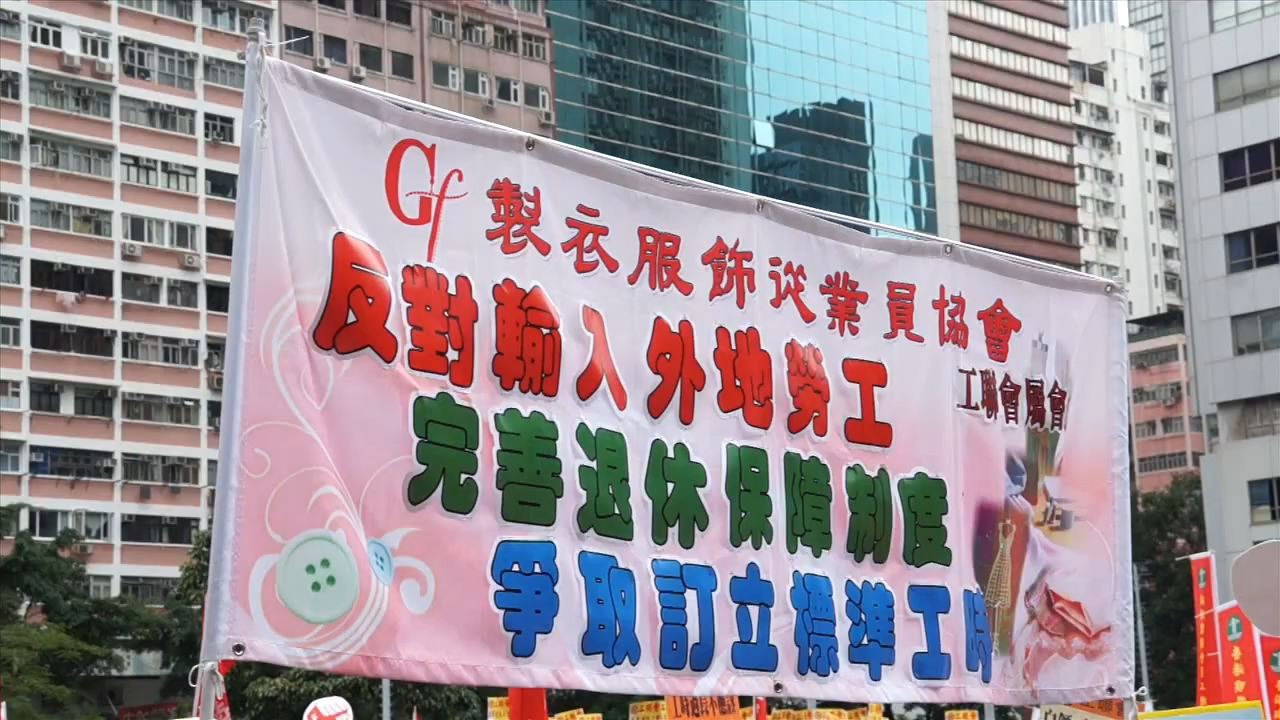 Gf 製衣服飾從業員協會
工聯會屬會
反對輸入外地勞工
完善退休保障制度
爭取訂立標準工時